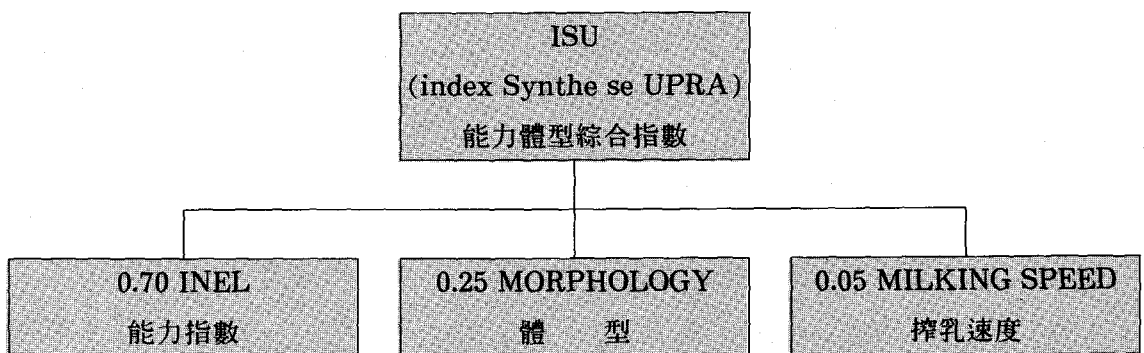 ISU
(index Synthe se UPRA)
能力體型綜合指數
0.70 INEL
能力指數
0.25 MORPHOLOGY
體 型
0.05 MILKING SPEED
搾乳速度